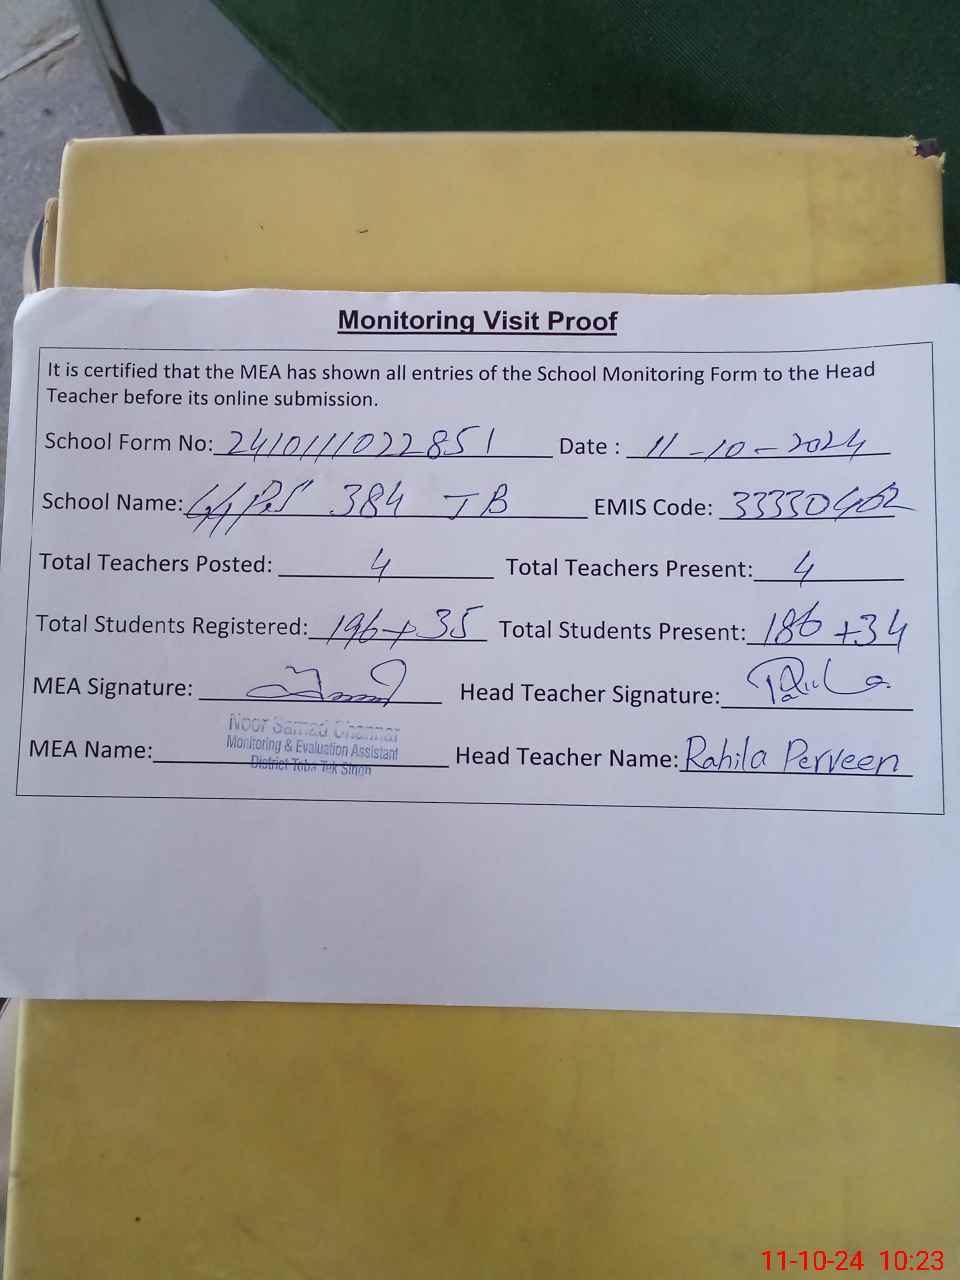 Monitoring Visit Proof
It is certified that the MEA has shown all entries of the School Monitoring Form to the Head
Teacher before its online submission.
School Form No: 2410111022851 Date : 11-10-2024
School Name: GGPS 384 JB EMIS Code: 33330462
Total Teachers Posted: 4 Total Teachers Present: 4
Total Students Registered: 196+35 Total Students Present: 186+34
MEA Signature: Head Teacher Signature:
Noor Samad Channar
Monitoring & Evaluation Assistant
MEA Name: District Toba Tek Singh Head Teacher Name: Rahila Perveen
11-10-24 10:23